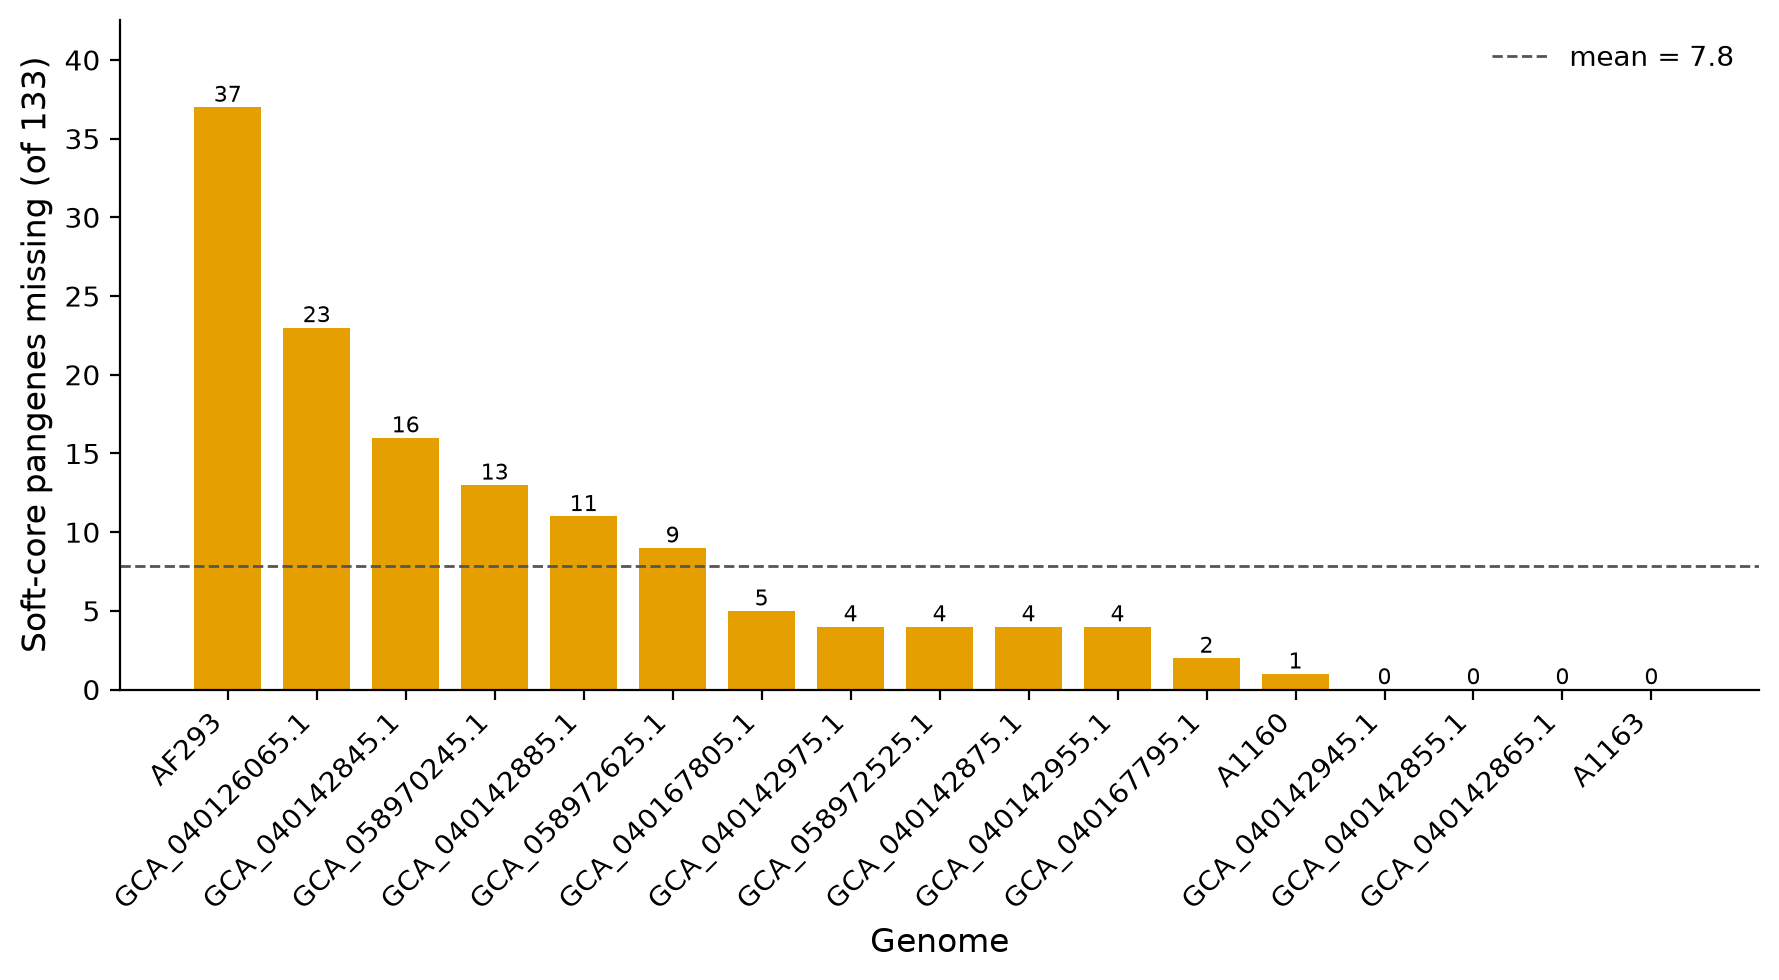 Soft-core pangenes missing (of 133)
40
35
30
25
20
15
10
5
0
mean = 7.8
37
23
16
13
11
9
5
4
4
4
4
2
1
0
0
0
0
AF293
GCA_040126065.1
GCA_040142845.1
GCA_058970245.1
GCA_040142885.1
GCA_058972625.1
GCA_040167805.1
GCA_040142975.1
GCA_058972525.1
GCA_040142875.1
GCA_040142955.1
GCA_040167795.1
A1160
GCA_040142945.1
GCA_040142855.1
GCA_040142865.1
A1163
Genome